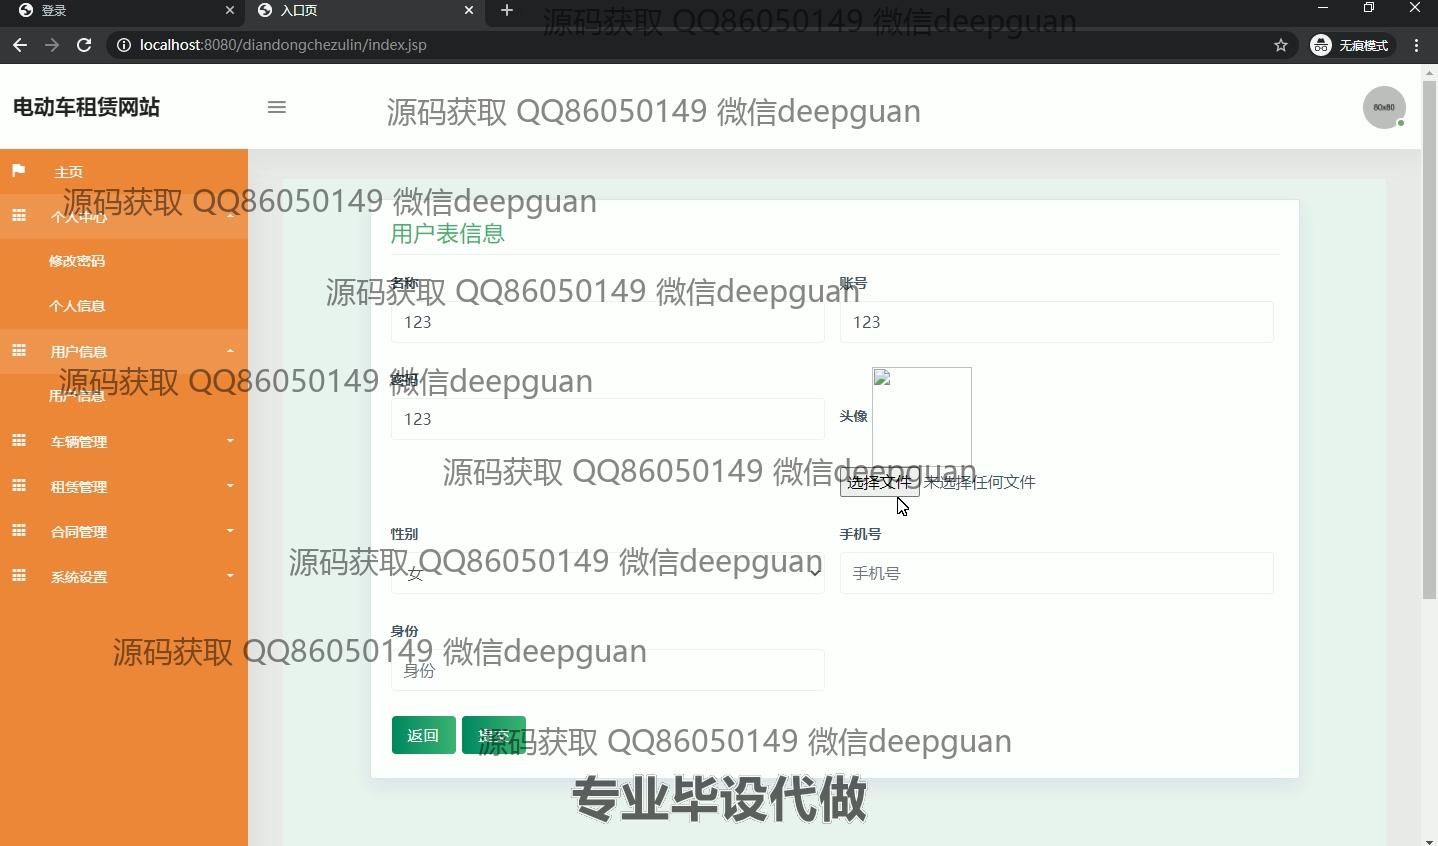 登录
入口页
localhost:8080/diandongchezulin/index.jsp
无痕模式
源码获取 QQ86050149 微信deepguan
电动车租赁网站
源码获取 QQ86050149 微信deepguan
80x80
主页
源码获取 QQ86050149 微信deepguan
个人中心
用户表信息
修改密码
名称
账号
源码获取 QQ86050149 微信deepguan
个人信息
123
123
用户信息
源码获取 QQ86050149 微信deepguan
密码
用户信息
头像
123
车辆管理
源码获取 QQ86050149 微信deepguan
选择文件 未选择任何文件
租赁管理
合同管理
性别
手机号
源码获取 QQ86050149 微信deepguan
女
手机号
系统设置
身份
源码获取 QQ86050149 微信deepguan
身份
返回
提交
源码获取 QQ86050149 微信deepguan
专业毕设代做